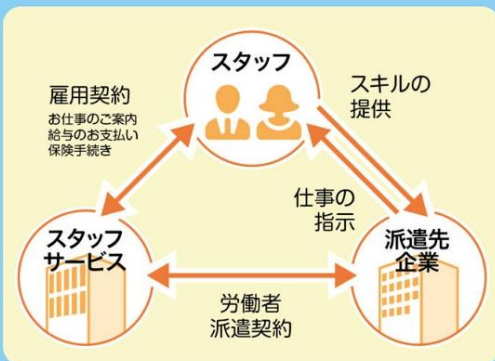 スタッフ
雇用契約
お仕事のご案内
給与のお支払い
保険手続き
スキルの
提供
仕事の
指示
スタッフ
サービス
派遣先
企業
労働者
派遣契約